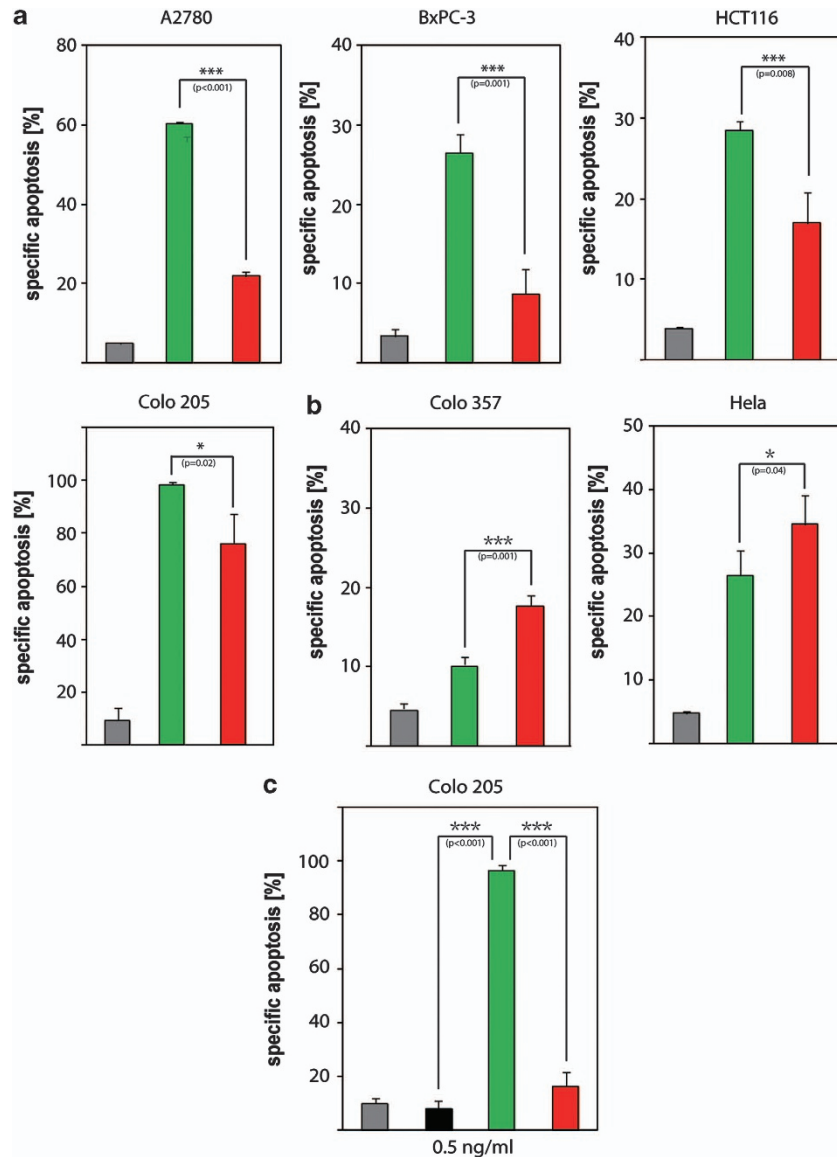 a
A2780
BxPC-3
HCT116
specific apoptosis [%]
80
60
40
20
***
(p<0.001)
specific apoptosis [%]
40
30
20
10
***
(p=0.001)
specific apoptosis [%]
40
30
20
10
***
(p=0.008)
Colo 205
b
Colo 357
Hela
specific apoptosis [%]
100
80
60
40
20
*
(p=0.02)
specific apoptosis [%]
40
30
20
10
***
(p=0.001)
specific apoptosis [%]
50
40
30
20
10
*
(p=0.04)
c
Colo 205
specific apoptosis [%]
100
80
60
40
20
*** ***
(p<0.001) (p<0.001)
0.5 ng/ml